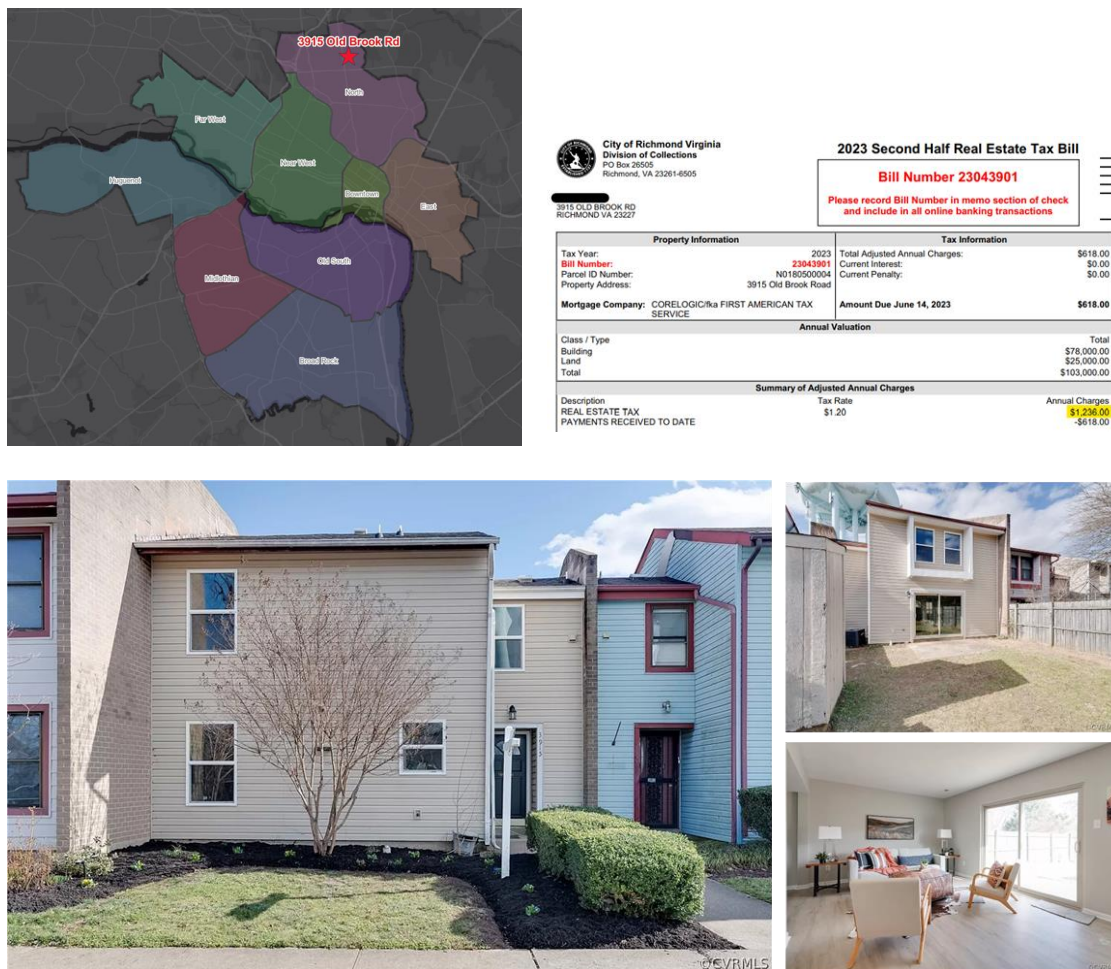 3915 Old Brook Rd
North
Far West
Near West
Huguenot
Downtown
East
Old South
Midlothian
Broad Rock
City of Richmond Virginia
Division of Collections
PO Box 26505
Richmond, VA 23261-6505
3915 OLD BROOK RD
RICHMOND VA 23227
2023 Second Half Real Estate Tax Bill
Bill Number 23043901
Please record Bill Number in memo section of check
and include in all online banking transactions
Property Information
Tax Year: 2023
Bill Number: 23043901
Parcel ID Number: N0180500004
Property Address: 3915 Old Brook Road
Mortgage Company: CORELOGIC/fka FIRST AMERICAN TAX
SERVICE
Tax Information
Total Adjusted Annual Charges: $618.00
Current Interest: $0.00
Current Penalty: $0.00
Amount Due June 14, 2023 $618.00
Annual Valuation
Class / Type Total
Building $78,000.00
Land $25,000.00
Total $103,000.00
Summary of Adjusted Annual Charges
Description Tax Rate Annual Charges
REAL ESTATE TAX $1.20 $1,236.00
PAYMENTS RECEIVED TO DATE -$618.00
3915
©CVRMLS